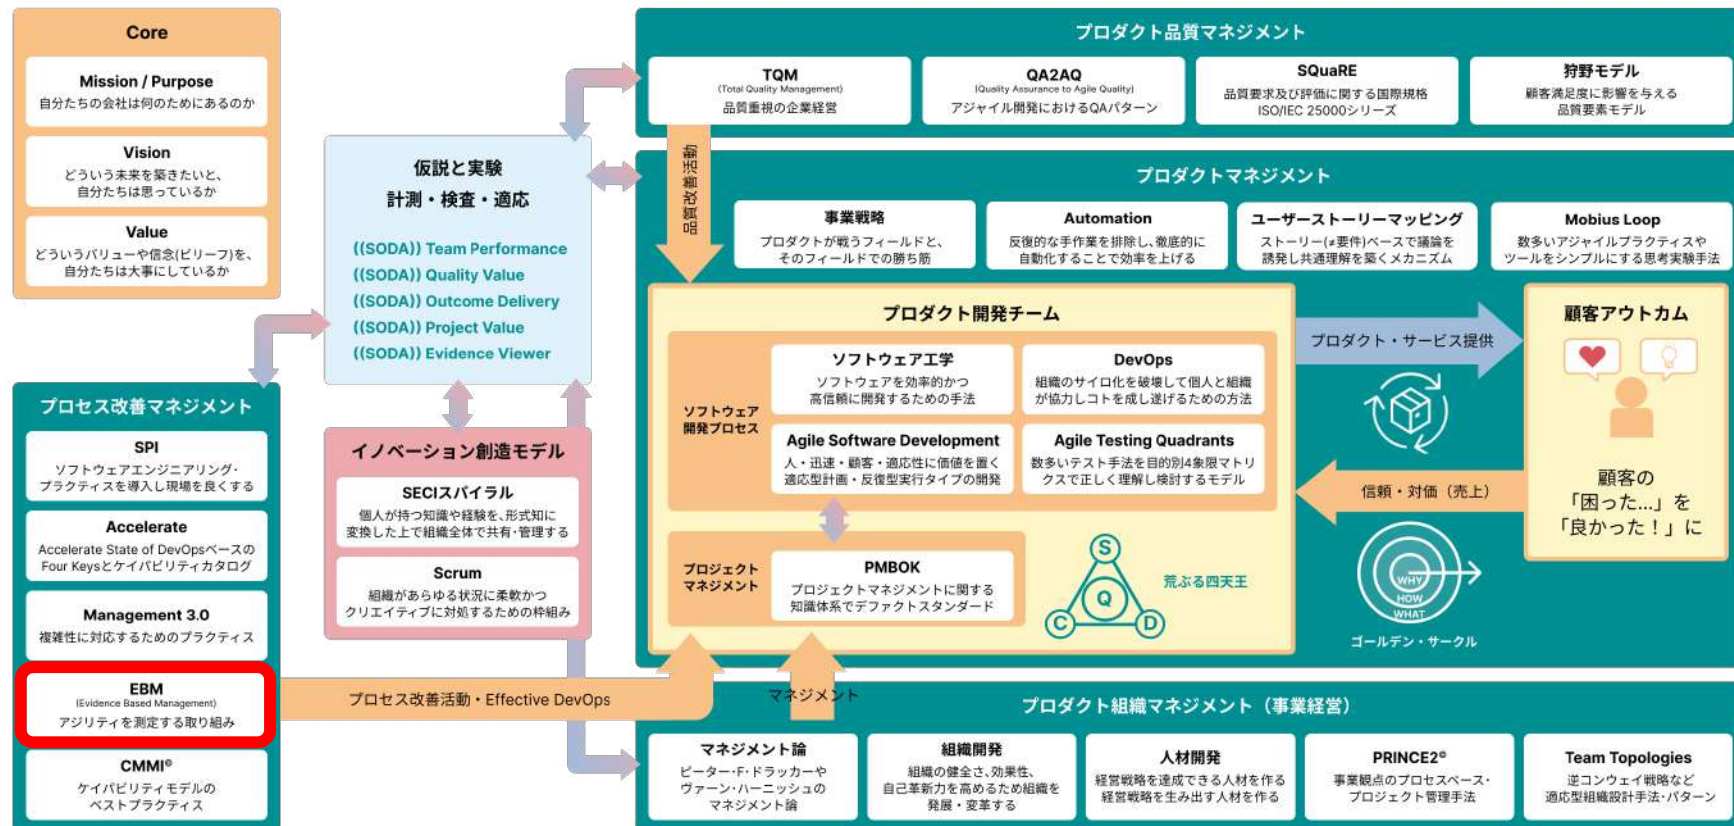 Core
Mission / Purpose
自分たちの会社は何のためにあるのか
Vision
どういう未来を築きたいと、
自分たちは思っているか
Value
どういうバリューや信念(ビリーフ)を、
自分たちは大事にしているか
プロセス改善マネジメント
SPI
ソフトウェアエンジニアリング・
プラクティスを導入し現場を良くする
Accelerate
Accelerate State of DevOpsベースの
Four Keysとケイパビリティカタログ
Management 3.0
複雑性に対応するためのプラクティス
EBM
(Evidence Based Management)
アジリティを測定する取り組み
CMMI©
ケイパビリティモデルの
ベストプラクティス
仮説と実験
計測・検査・適応
((SODA)) Team Performance
((SODA)) Quality Value
((SODA)) Outcome Delivery
((SODA)) Project Value
((SODA)) Evidence Viewer
イノベーション創造モデル
SECIスパイラル
個人が持つ知識や経験を、形式知に
変換した上で組織全体で共有・管理する
Scrum
組織があらゆる状況に柔軟かつ
クリエイティブに対処するための枠組み
プロセス改善活動・Effective DevOps
プロダクト品質マネジメント
TQM
(Total Quality Management)
品質重視の企業経営
QA2AQ
(Quality Assurance to Agile Quality)
アジャイル開発におけるQAパターン
SQuaRE
品質要求及び評価に関する国際規格
ISO/IEC 25000シリーズ
狩野モデル
顧客満足度に影響を与える
品質要素モデル
品質改善活動
プロダクトマネジメント
事業戦略
プロダクトが戦うフィールドと、
そのフィールドでの勝ち筋
Automation
反復的な手作業を排除し、徹底的に
自動化することで効率を上げる
ユーザーストーリーマッピング
ストーリー(≠要件)ベースで議論を
誘発し共通理解を築くメカニズム
Mobius Loop
数多いアジャイルプラクティスや
ツールをシンプルにする思考実験手法
プロダクト開発チーム
ソフトウェア
開発プロセス
ソフトウェア工学
ソフトウェアを効率的かつ
高信頼に開発するための手法
DevOps
組織のサイロ化を破壊して個人と組織
が協力しコトを成し遂げるための方法
Agile Software Development
人・迅速・顧客・適応性に価値を置く
適応型計画・反復型実行タイプの開発
Agile Testing Quadrants
数多いテスト手法を目的別4象限マトリ
クスで正しく理解し検討するモデル
プロジェクト
マネジメント
PMBOK
プロジェクトマネジメントに関する
知識体系でデファクトスタンダード
S
Q
C
D
荒ぶる四天王
プロダクト・サービス提供
信頼・対価（売上）
WHY
HOW
WHAT
ゴールデン・サークル
顧客アウトカム
顧客の
「困った...」を
「良かった！」に
マネジメント
プロダクト組織マネジメント（事業経営）
マネジメント論
ピーター・F・ドラッカーや
ヴァーン・ハーニッシュの
マネジメント論
組織開発
組織の健全さ、効果性、
自己革新力を高めるため組織を
発展・変革する
人材開発
経営戦略を達成できる人材を作る
経営戦略を生み出す人材を作る
PRINCE2©
事業観点のプロセスベース・
プロジェクト管理手法
Team Topologies
逆コンウェイ戦略など
適応型組織設計手法・パターン